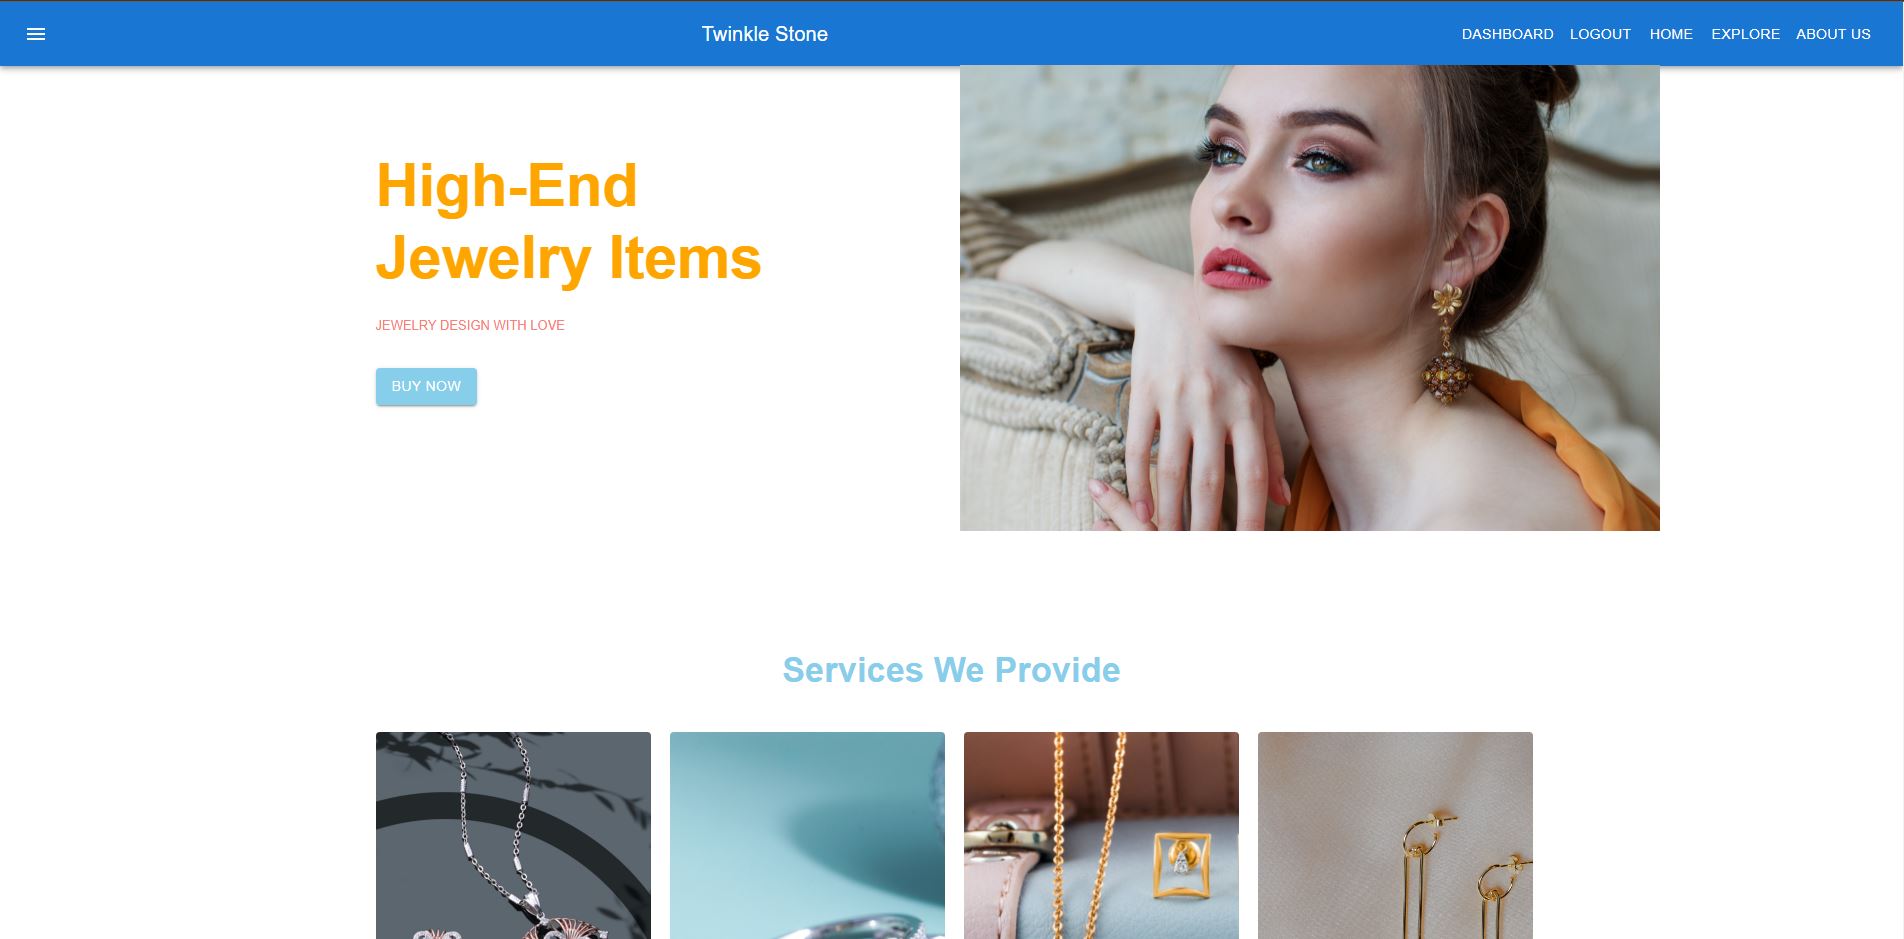 Twinkle Stone
DASHBOARD LOGOUT HOME EXPLORE ABOUT US
High-End
Jewelry Items
JEWELRY DESIGN WITH LOVE
BUY NOW
Services We Provide